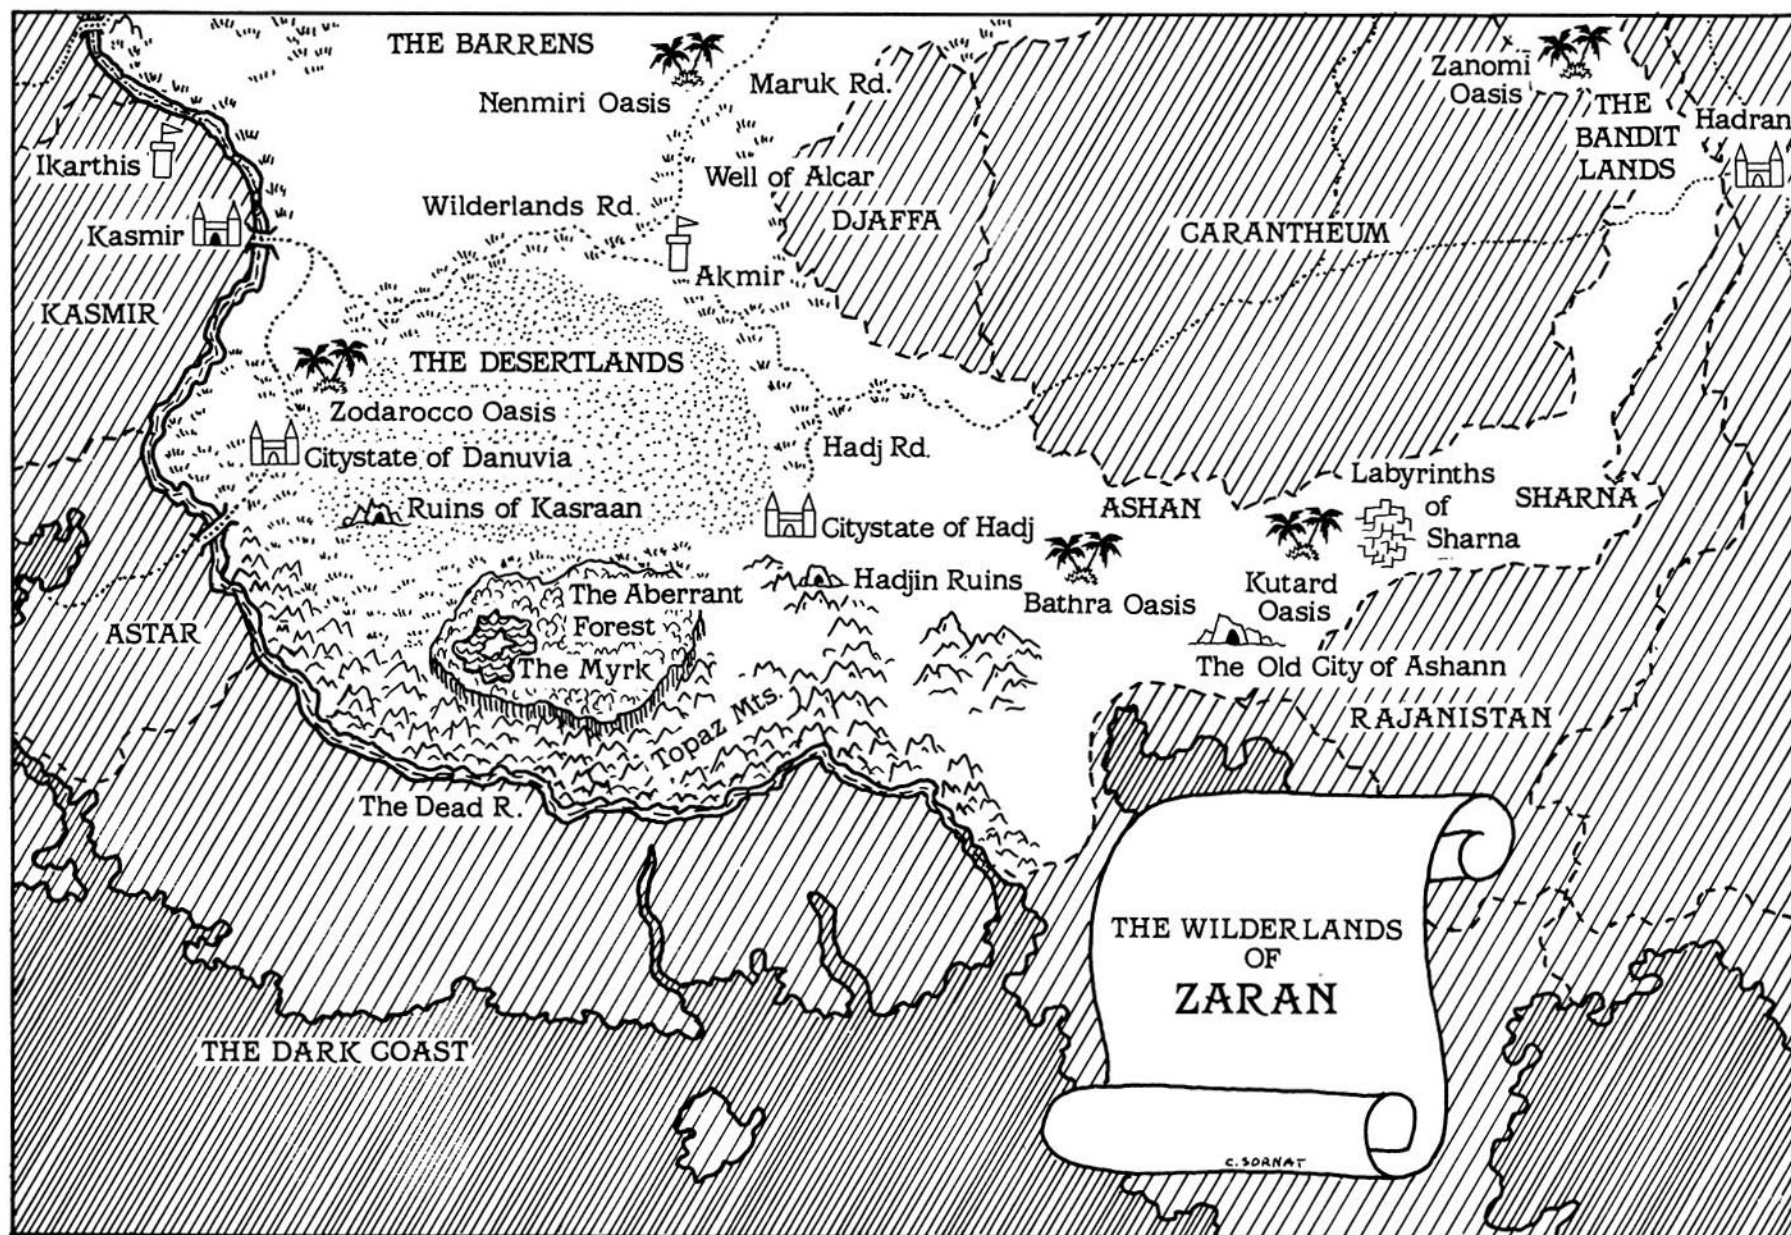 THE BARRENS
Nenmiri Oasis
Maruk Rd.
Zanomi
Oasis
THE
BANDIT
LANDS
Hadran
Ikarthis
Well of Alcar
Wilderlands Rd.
Kasmir
DJAFFA
CARANTHEUM
Akmir
KASMIR
THE DESERTLANDS
Zodarocco Oasis
Citystate of Danuvia
Hadj Rd.
Ruins of Kasraan
Citystate of Hadj
ASHAN
Labyrinths
of
Sharna
SHARNA
Hadjin Ruins
Bathra Oasis
Kutard
Oasis
The Aberrant
Forest
The Myrk
ASTAR
The Old City of Ashann
RAJANISTAN
Topaz Mts.
The Dead R.
THE DARK COAST
THE WILDERLANDS
OF
ZARAN
C. SORNAT